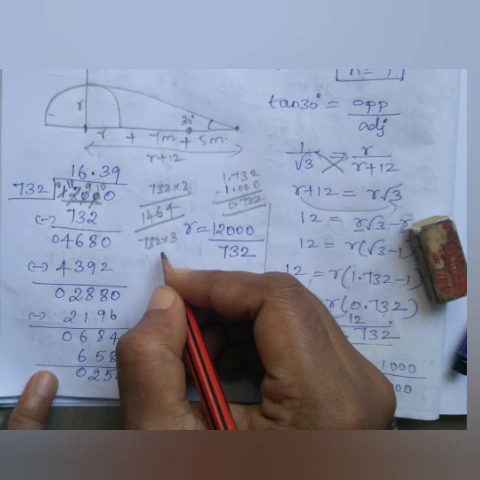 r
30°
r + 7m + 5m
r+12
16.39
732 12000
(-) 732
04680
(-) 4392
02880
(-) 2196
0684
658
025
732×2
1464
732×3
1.732
-1.000
0.732
r = 12000
732
tan30° = opp
adj
1 = r
√3 r+12
r+12 = r√3
12 = r√3 - r
12 = r(√3-1)
12 = r(1.732-1)
r(0.732)
12
732
1000